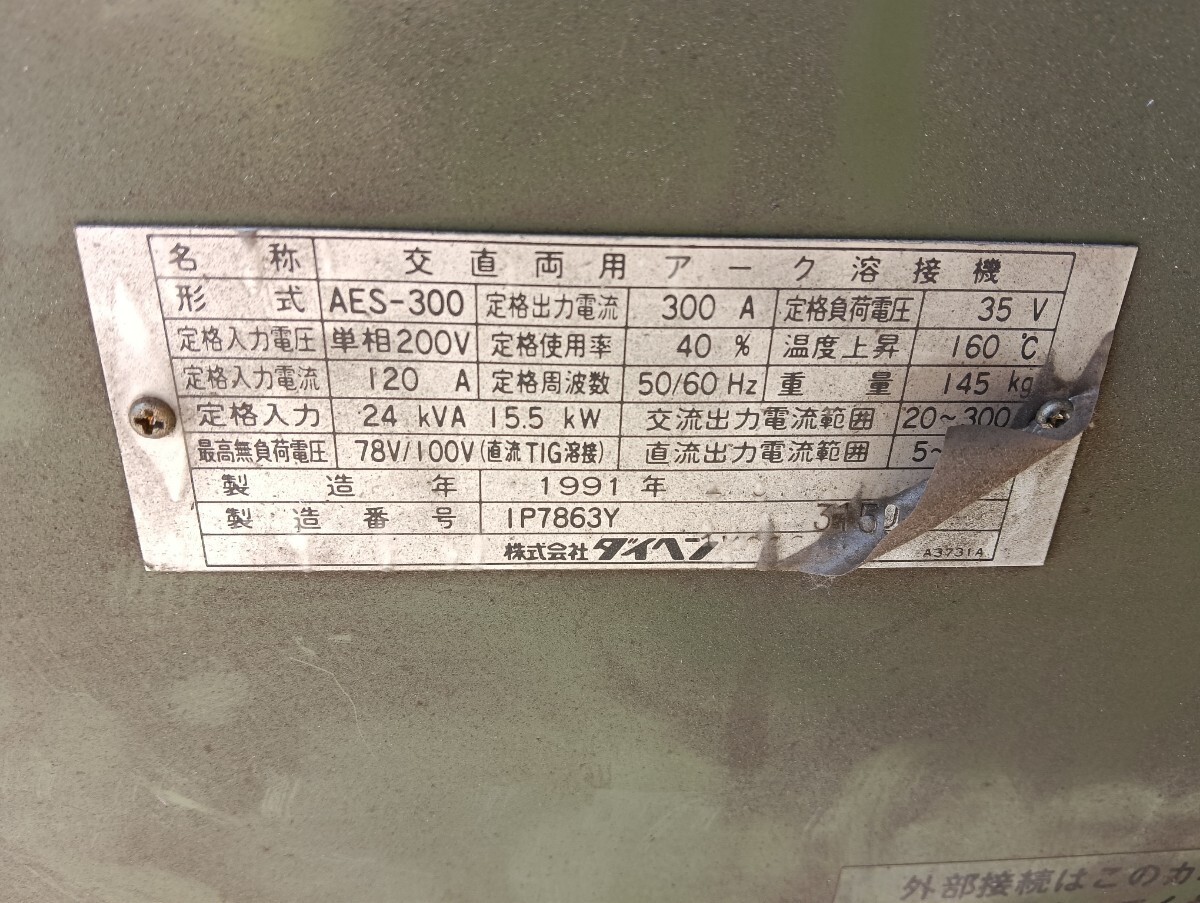 名称 交直両用アーク溶接機
形式 AES-300 定格出力電流 300 A 定格負荷電圧 35 V
定格入力電圧 単相200V 定格使用率 40 % 温度上昇 160 ℃
定格入力電流 120 A 定格周波数 50/60 Hz 重量 145 kg
定格入力 24 kVA 15.5 kW 交流出力電流範囲 20~300
最高無負荷電圧 78V/100V(直流TIG溶接) 直流出力電流範囲 5~
製造年 1991年
製造番号 1P7863Y
株式会社 ダイヘン A3731A
外部接続はこのカ